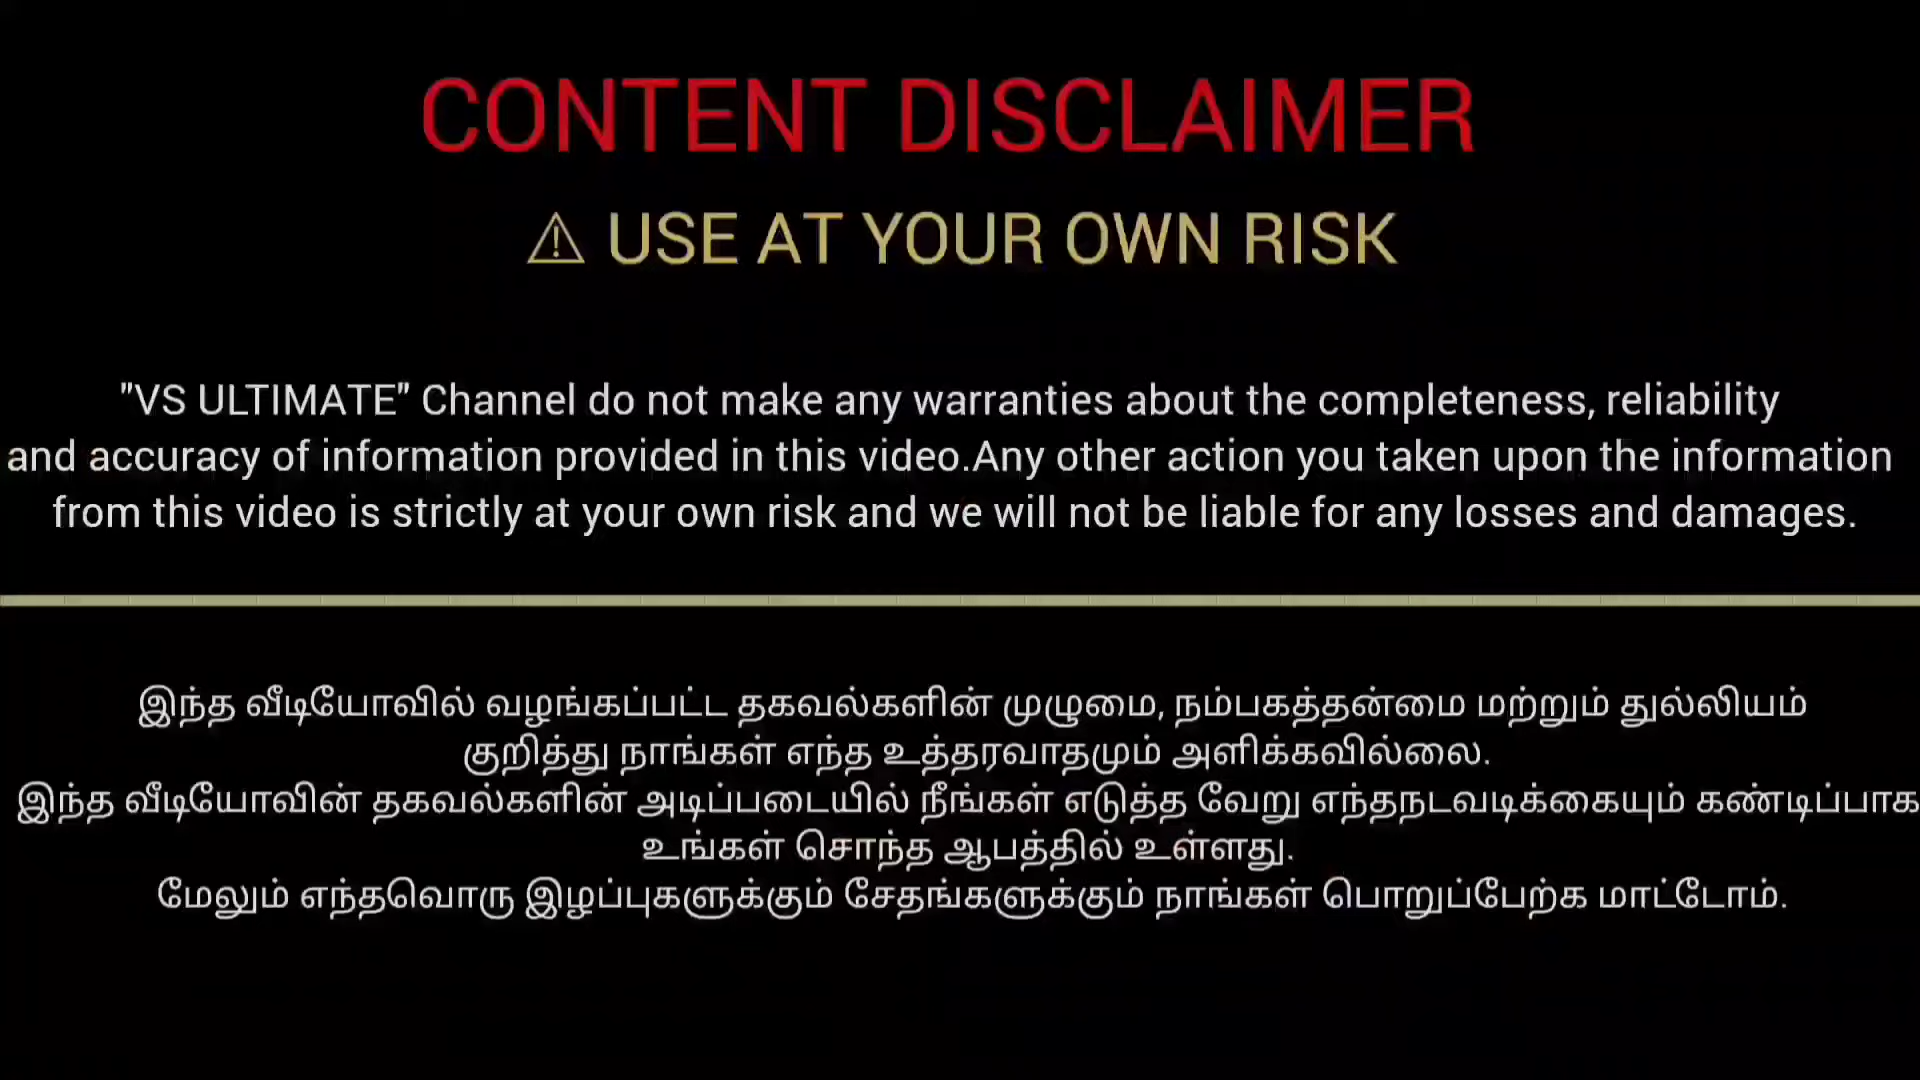 CONTENT DISCLAIMER
⚠ USE AT YOUR OWN RISK
"VS ULTIMATE" Channel do not make any warranties about the completeness, reliability
and accuracy of information provided in this video.Any other action you taken upon the information
from this video is strictly at your own risk and we will not be liable for any losses and damages.
இந்த வீடியோவில் வழங்கப்பட்ட தகவல்களின் முழுமை, நம்பகத்தன்மை மற்றும் துல்லியம்
குறித்து நாங்கள் எந்த உத்தரவாதமும் அளிக்கவில்லை.
இந்த வீடியோவின் தகவல்களின் அடிப்படையில் நீங்கள் எடுத்த வேறு எந்தநடவடிக்கையும் கண்டிப்பாக
உங்கள் சொந்த ஆபத்தில் உள்ளது.
மேலும் எந்தவொரு இழப்புகளுக்கும் சேதங்களுக்கும் நாங்கள் பொறுப்பேற்க மாட்டோம்.